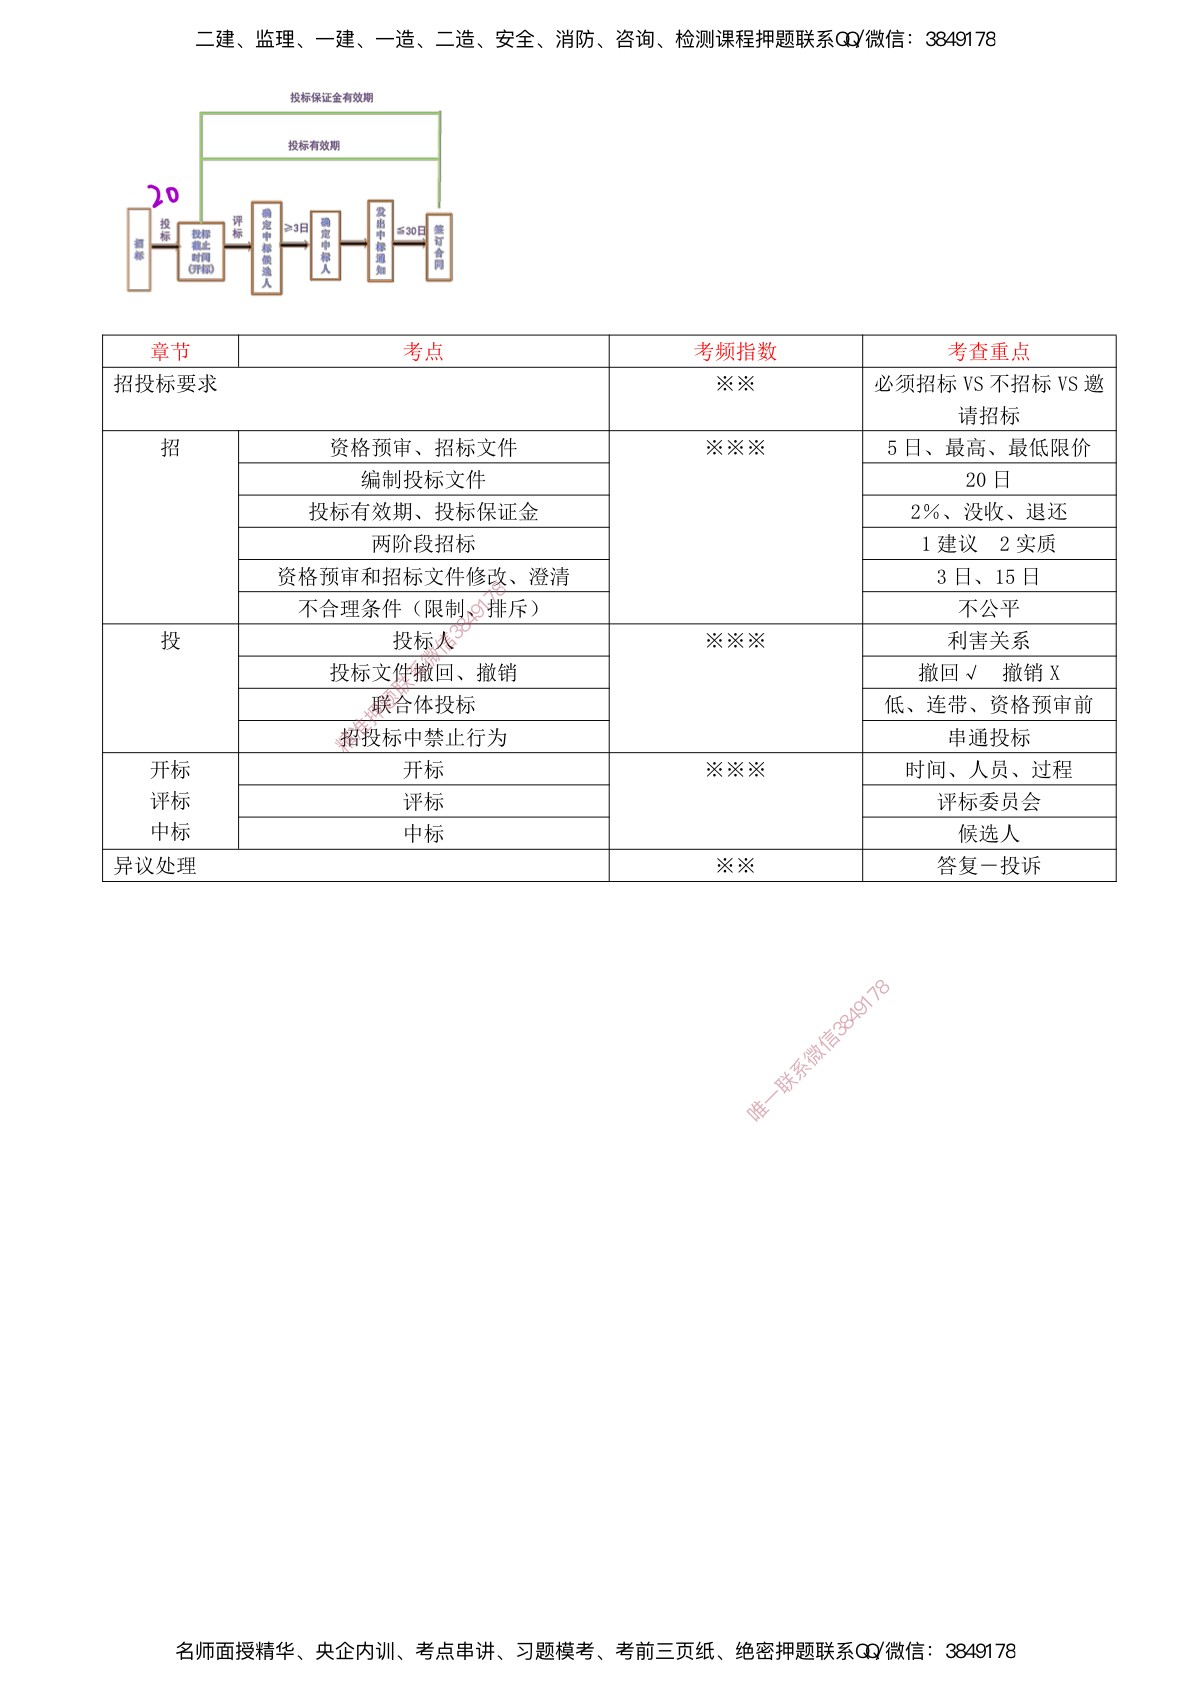 二建、监理、一建、一造、二造、安全、消防、咨询、检测课程押题联系QQ/微信：3849178
投标保证金有效期
投标有效期
20
招标
投标
投标截止时间(开标)
评标
确定中标候选人
≥3日
确定中标人
发出中标通知
≤30日
签订合同
章节 考点 考频指数 考查重点
招投标要求 ※※ 必须招标 VS 不招标 VS 邀
请招标
招 资格预审、招标文件 ※※※ 5 日、最高、最低限价
编制投标文件 20 日
投标有效期、投标保证金 2%、没收、退还
两阶段招标 1 建议 2 实质
资格预审和招标文件修改、澄清 3 日、15 日
不合理条件（限制、排斥） 不公平
投 投标人 ※※※ 利害关系
投标文件撤回、撤销 撤回 √ 撤销 X
联合体投标 低、连带、资格预审前
招投标中禁止行为 串通投标
开标 开标 ※※※ 时间、人员、过程
评标 评标 评标委员会
中标 中标 候选人
异议处理 ※※ 答复－投诉
精准押题联系微信3849178
唯一联系微信3849178
名师面授精华、央企内训、考点串讲、习题模考、考前三页纸、绝密押题联系QQ/微信：3849178